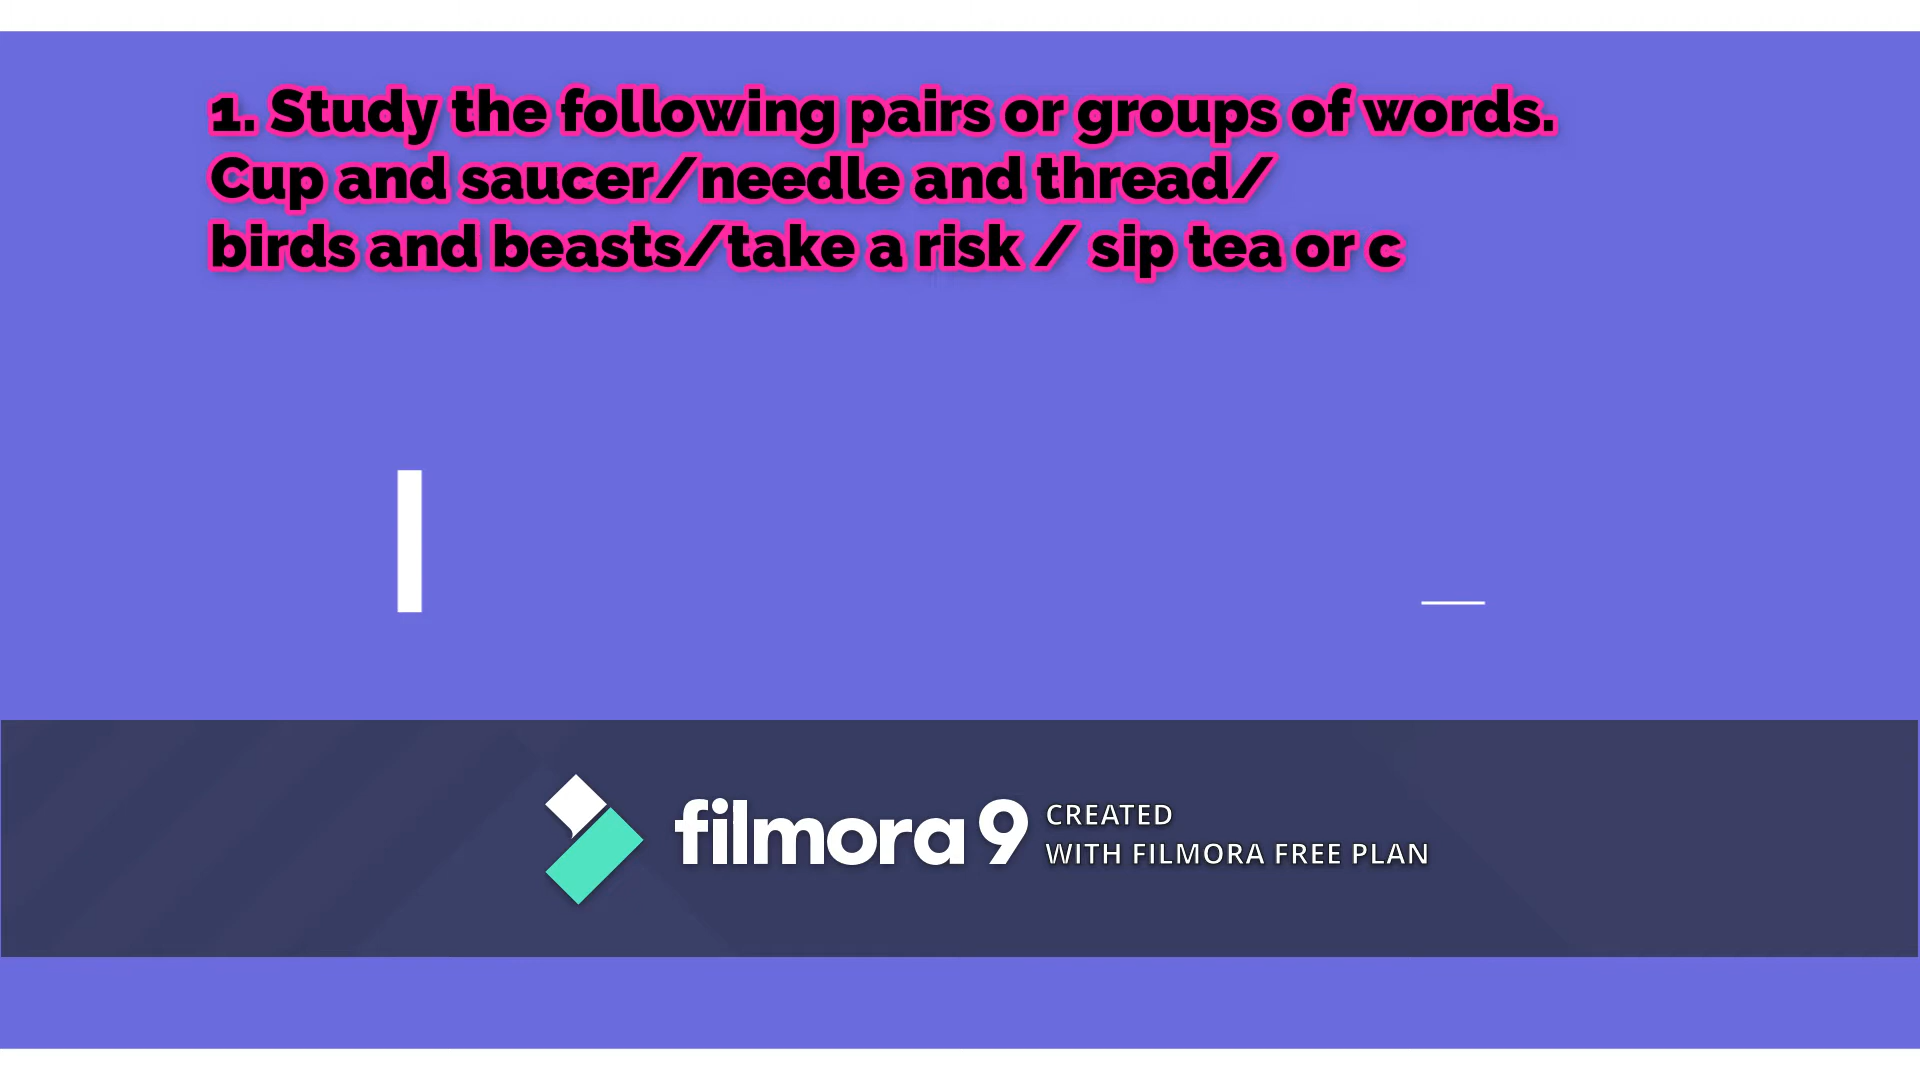 1. Study the following pairs or groups of words.
Cup and saucer/needle and thread/
birds and beasts/take a risk / sip tea or c
filmora 9 CREATED
WITH FILMORA FREE PLAN